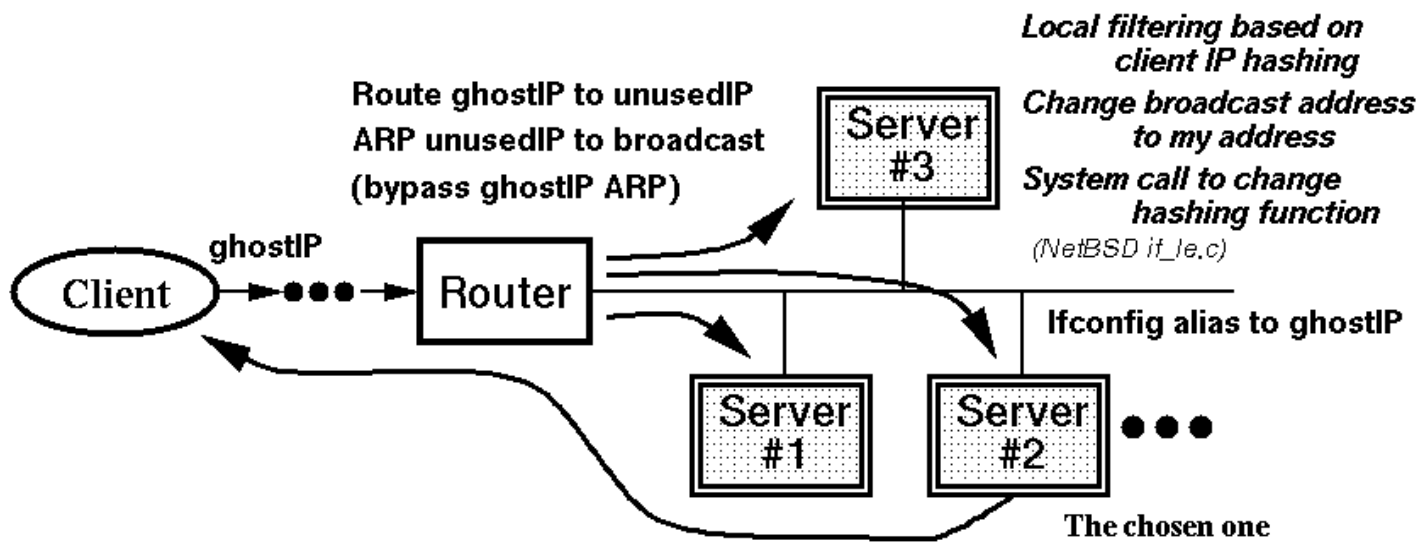 Local filtering based on
client IP hashing
Change broadcast address
to my address
System call to change
hashing function
(NetBSD if_le.c)
Route ghostIP to unusedIP
ARP unusedIP to broadcast
(bypass ghostIP ARP)
Server
#3
ghostIP
Client
Router
Ifconfig alias to ghostIP
Server
#1
Server
#2
The chosen one